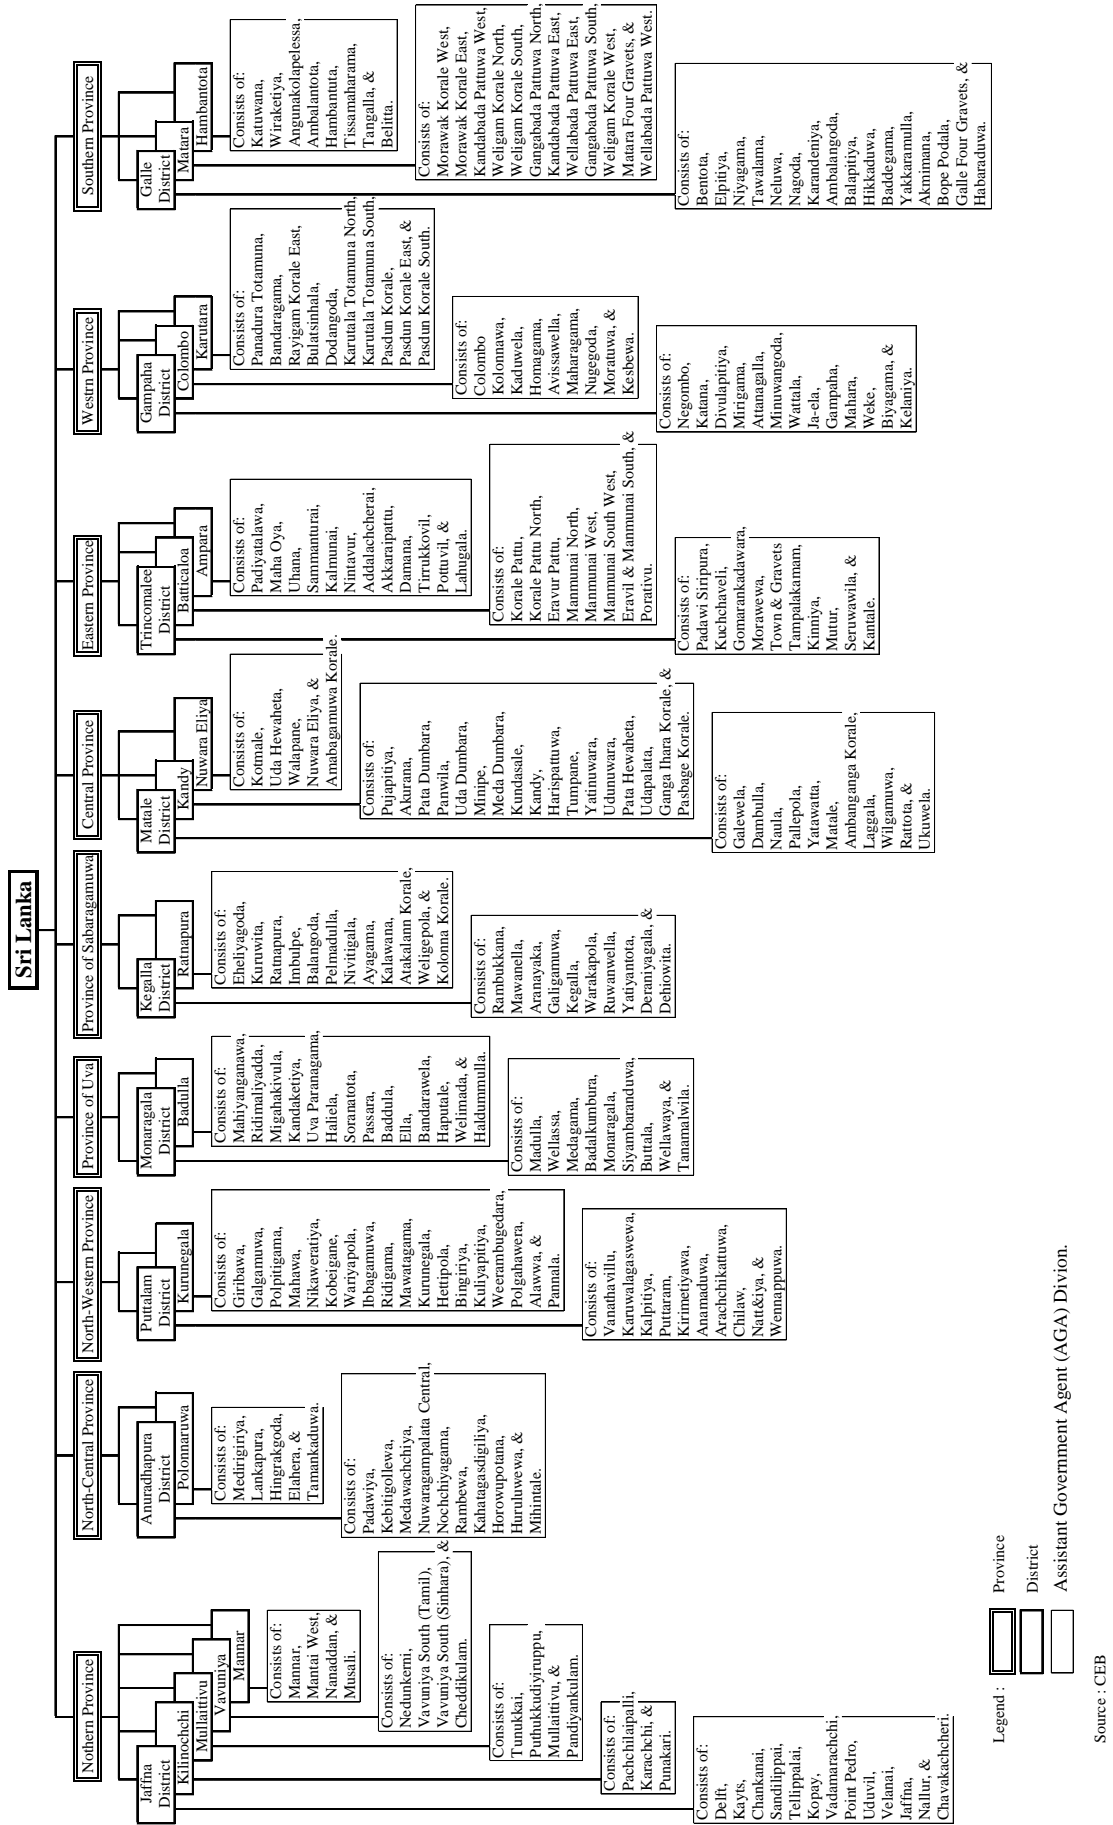 Sri Lanka
Nothern Province
Jaffna
District
Kilinochchi
Mullaittivu
Vavuniya
Mannar
Consists of:
Mannar,
Mantai West,
Nanaddan, &
Musali.
Consists of:
Nedunkerni,
Vavuniya South (Tamil),
Vavuniya South (Sinhara), &
Cheddikulam.
Consists of:
Tunukkai,
Puthukkudiyiruppu,
Mullaittivu, &
Pandiyankulam.
Consists of:
Pachchilaipalli,
Karachchi, &
Punakari.
Consists of:
Delft,
Kayts,
Chankanai,
Sandilippai,
Tellippalai,
Kopay,
Vadamarachchi,
Point Pedro,
Uduvil,
Velanai,
Jaffna,
Nallur, &
Chavakachcheri.
North-Central Province
Anuradhapura
District
Polonnaruwa
Consists of:
Medirigiriya,
Lankapura,
Hingrakgoda,
Elahera, &
Tamankaduwa.
Consists of:
Padawiya,
Kebitigollewa,
Medawachchiya,
Nuwaragampalata Central,
Nochchiyagama,
Rambewa,
Kahatagasdigiliya,
Horowupotana,
Huruluwewa, &
Mihintale.
North-Western Province
Puttalam
District
Kurunegala
Consists of:
Giribawa,
Galgamuwa,
Polpitigama,
Mahawa,
Nikaweratiya,
Kobeigane,
Wariyapola,
Ibbagamuwa,
Ridigama,
Mawatagama,
Kurunegala,
Hetipola,
Bingiriya,
Kuliyapitiya,
Weerambugedara,
Polgahawera,
Alawwa, &
Pannala.
Consists of:
Vanathavillu,
Karuwalagaswewa,
Kalpitiya,
Puttaram,
Kirimetiyawa,
Anamaduwa,
Arachchikattuwa,
Chilaw,
Natt&iya, &
Wennappuwa.
Province of Uva
Monaragala
District
Badulla
Consists of:
Mahiyanganawa,
Ridimaliyadda,
Migahakivula,
Kandaketiya,
Uva Paranagama,
Haliela,
Soranatota,
Passara,
Baddula,
Ella,
Bandarawela,
Haputale,
Welimada, &
Haldummulla.
Consists of:
Madulla,
Wellassa,
Medagama,
Badalkumbura,
Monaragala,
Siyambaranduwa,
Buttala,
Wellawaya, &
Tanamalwila.
Province of Sabaragamuwa
Kegalla
District
Ratnapura
Consists of:
Eheliyagoda,
Kuruwita,
Ratnapura,
Imbulpe,
Balangoda,
Pelmadulla,
Nivitigala,
Ayagama,
Kalawana,
Atakalann Korale,
Weligepola, &
Kolonna Korale.
Consists of:
Rambukkana,
Mawanella,
Aranayaka,
Galigamuwa,
Kegalla,
Warakapola,
Ruwanwella,
Yatiyantota,
Deraniyagala, &
Dehiowita.
Central Province
Matale
District
Kandy
Nuwara Eliya
Consists of:
Kotmale,
Uda Hewaheta,
Walapane,
Nuwara Eliya, &
Amabagamuwa Korale.
Consists of:
Pujapitiya,
Akurana,
Pata Dumbara,
Panwila,
Uda Dumbara,
Minipe,
Meda Dumbara,
Kundasale,
Kandy,
Harispattuwa,
Tumpane,
Yatinuwara,
Udunuwara,
Pata Hewaheta,
Udapalata,
Ganga Ihara Korale, &
Pasbage Korale.
Consists of:
Galewela,
Dambulla,
Naula,
Pallepola,
Yatawatta,
Matale,
Ambanganga Korale,
Laggala,
Wilgamuwa,
Rattota, &
Ukuwela.
Eastern Province
Trincomalee
District
Batticaloa
Ampara
Consists of:
Padiyatalawa,
Maha Oya,
Uhana,
Sammanturai,
Kalmunai,
Nintavur,
Addalachcherai,
Akkaraipattu,
Damana,
Tirrukkovil,
Pottuvil, &
Lahugala.
Consists of:
Korale Pattu,
Korale Pattu North,
Eravur Pattu,
Manmunai North,
Manmunai West,
Manmunai South West,
Eravil & Manmunai South, &
Porativu.
Consists of:
Padawi Siripura,
Kuchchaveli,
Gomarankadawara,
Morawewa,
Town & Gravets
Tampalakamam,
Kinniya,
Mutur,
Seruwawila, &
Kantale.
Western Province
Gampaha
District
Colombo
Karutara
Consists of:
Panadura Totamuna,
Bandaragama,
Rayigam Korale East,
Bulatsinhala,
Dodangoda,
Karutala Totamuna North,
Karutala Totamuna South,
Pasdun Korale,
Pasdun Korale East, &
Pasdun Korale South.
Consists of:
Colombo
Kolonnawa,
Kaduwela,
Homagama,
Avissawella,
Maharagama,
Nugegoda,
Moratuwa, &
Kesbewa.
Consists of:
Negombo,
Katana,
Divulapitiya,
Mirigama,
Attanagalla,
Minuwangoda,
Wattala,
Ja-ela,
Gampaha,
Mahara,
Weke,
Biyagama, &
Kelaniya.
Southern Province
Galle
District
Matara
Hambantota
Consists of:
Katuwana,
Wiraketiya,
Angunakolapelessa,
Ambalantota,
Hambantuta,
Tissamaharama,
Tangalla, &
Belitta.
Consists of:
Morawak Korale West,
Morawak Korale East,
Kandabada Pattuwa West,
Weligam Korale North,
Weligam Korale South,
Gangabada Pattuwa North,
Kandabada Pattuwa East,
Wellabada Pattuwa East,
Gangabada Pattuwa South,
Weligam Korale West,
Matara Four Gravets, &
Wellabada Pattuwa West.
Consists of:
Bentota,
Elpitiya,
Niyagama,
Tawalama,
Neluwa,
Nagoda,
Karandeniya,
Ambalangoda,
Balapitiya,
Hikkaduwa,
Baddegama,
Yakkaramulla,
Akmimana,
Bope Podala,
Galle Four Gravets, &
Habaraduwa.
Legend :
Province
District
Assistant Government Agent (AGA) Divion.
Source : CEB